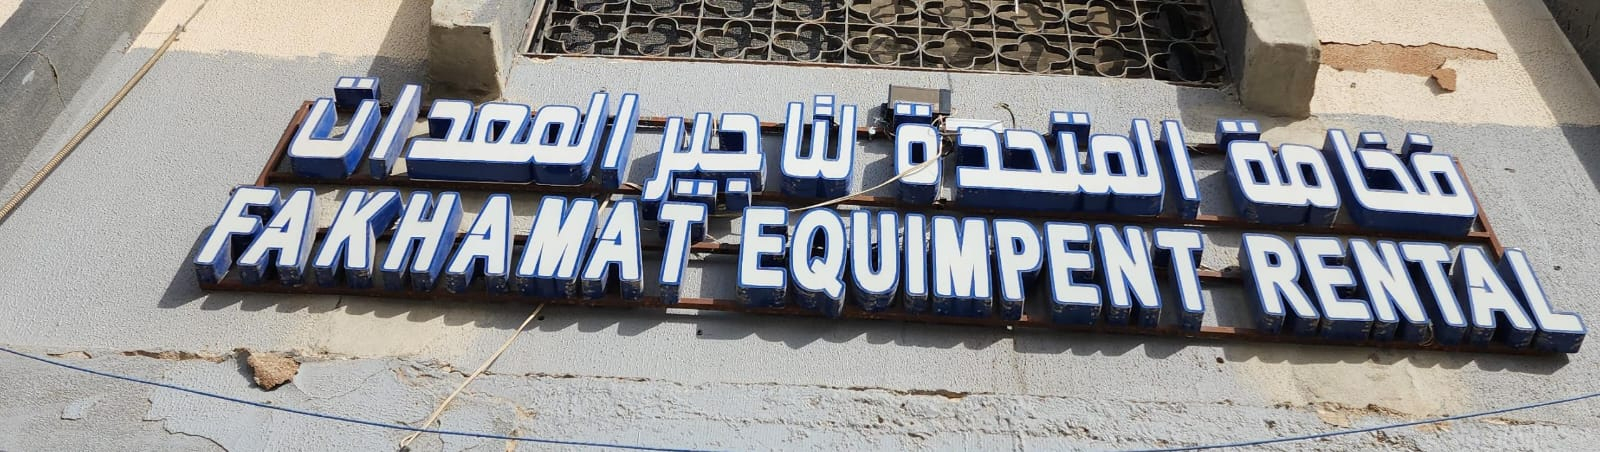 فخامة المتحدة لتاجير المعدات
FAKHAMAT EQUIMPENT RENTAL